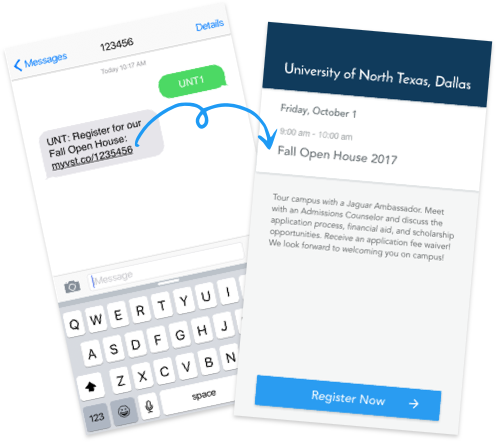 Messages
123456
Details
Today 10:17 AM
UNT1
UNT: Register for our
Fall Open House:
myvst.co/1235456
Message
Q W E R T Y U I
A S D F G H J
Z X C V B N
123
space
University of North Texas, Dallas
Friday, October 1
9:00 am - 10:00 am
Fall Open House 2017
Tour campus with a Jaguar Ambassador. Meet
with an Admissions Counselor and discuss the
application process, financial aid, and scholarship
opportunities. Receive an application fee waiver!
We look forward to welcoming you on campus!
Register Now